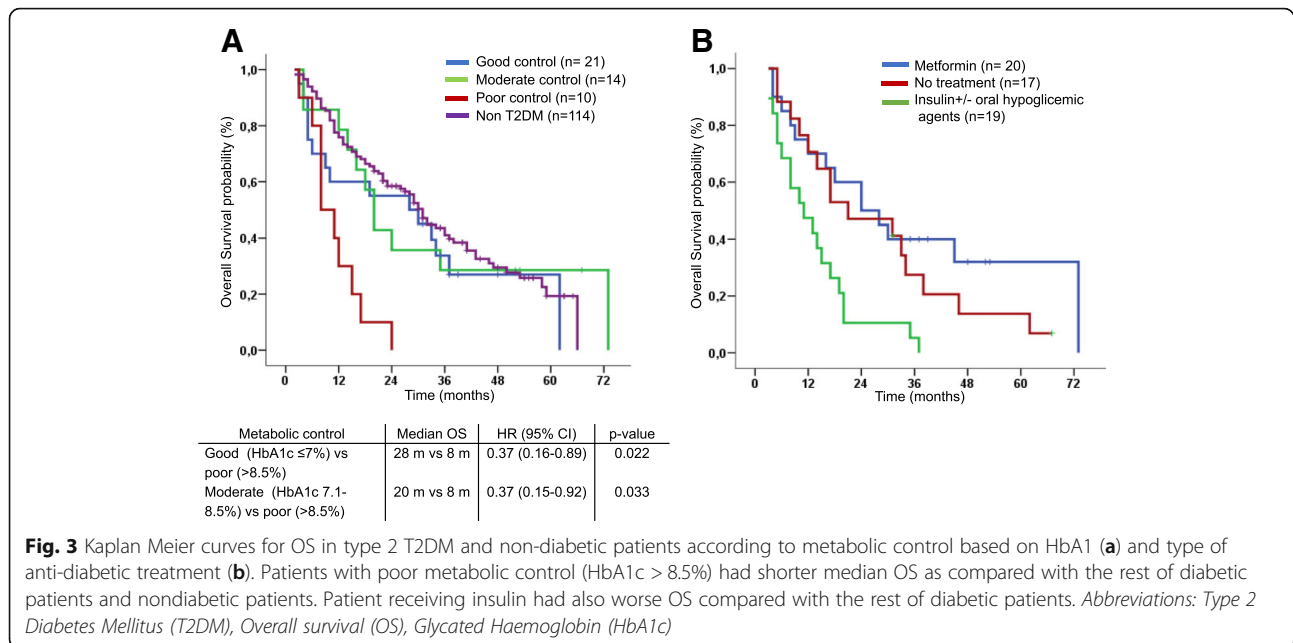 A
Good control (n= 21)
Moderate control (n=14)
Poor control (n=10)
Non T2DM (n=114)
Overall Survival probability (%)
1,0
0,8
0,6
0,4
0,2
0,0
0 12 24 36 48 60 72
Time (months)
B
Metformin (n= 20)
No treatment (n=17)
Insulin+/- oral hypoglicemic
agents (n=19)
Overall Survival probability (%)
1,0
0,8
0,6
0,4
0,2
0,0
0 12 24 36 48 60 72
Time (months)
Metabolic control Median OS HR (95% CI) p-value
Good (HbA1c ≤7%) vs 28 m vs 8 m 0.37 (0.16-0.89) 0.022
poor (>8.5%)
Moderate (HbA1c 7.1- 20 m vs 8 m 0.37 (0.15-0.92) 0.033
8.5%) vs poor (>8.5%)
Fig. 3 Kaplan Meier curves for OS in type 2 T2DM and non-diabetic patients according to metabolic control based on HbA1 (a) and type of
anti-diabetic treatment (b). Patients with poor metabolic control (HbA1c > 8.5%) had shorter median OS as compared with the rest of diabetic
patients and nondiabetic patients. Patient receiving insulin had also worse OS compared with the rest of diabetic patients. Abbreviations: Type 2
Diabetes Mellitus (T2DM), Overall survival (OS), Glycated Haemoglobin (HbA1c)